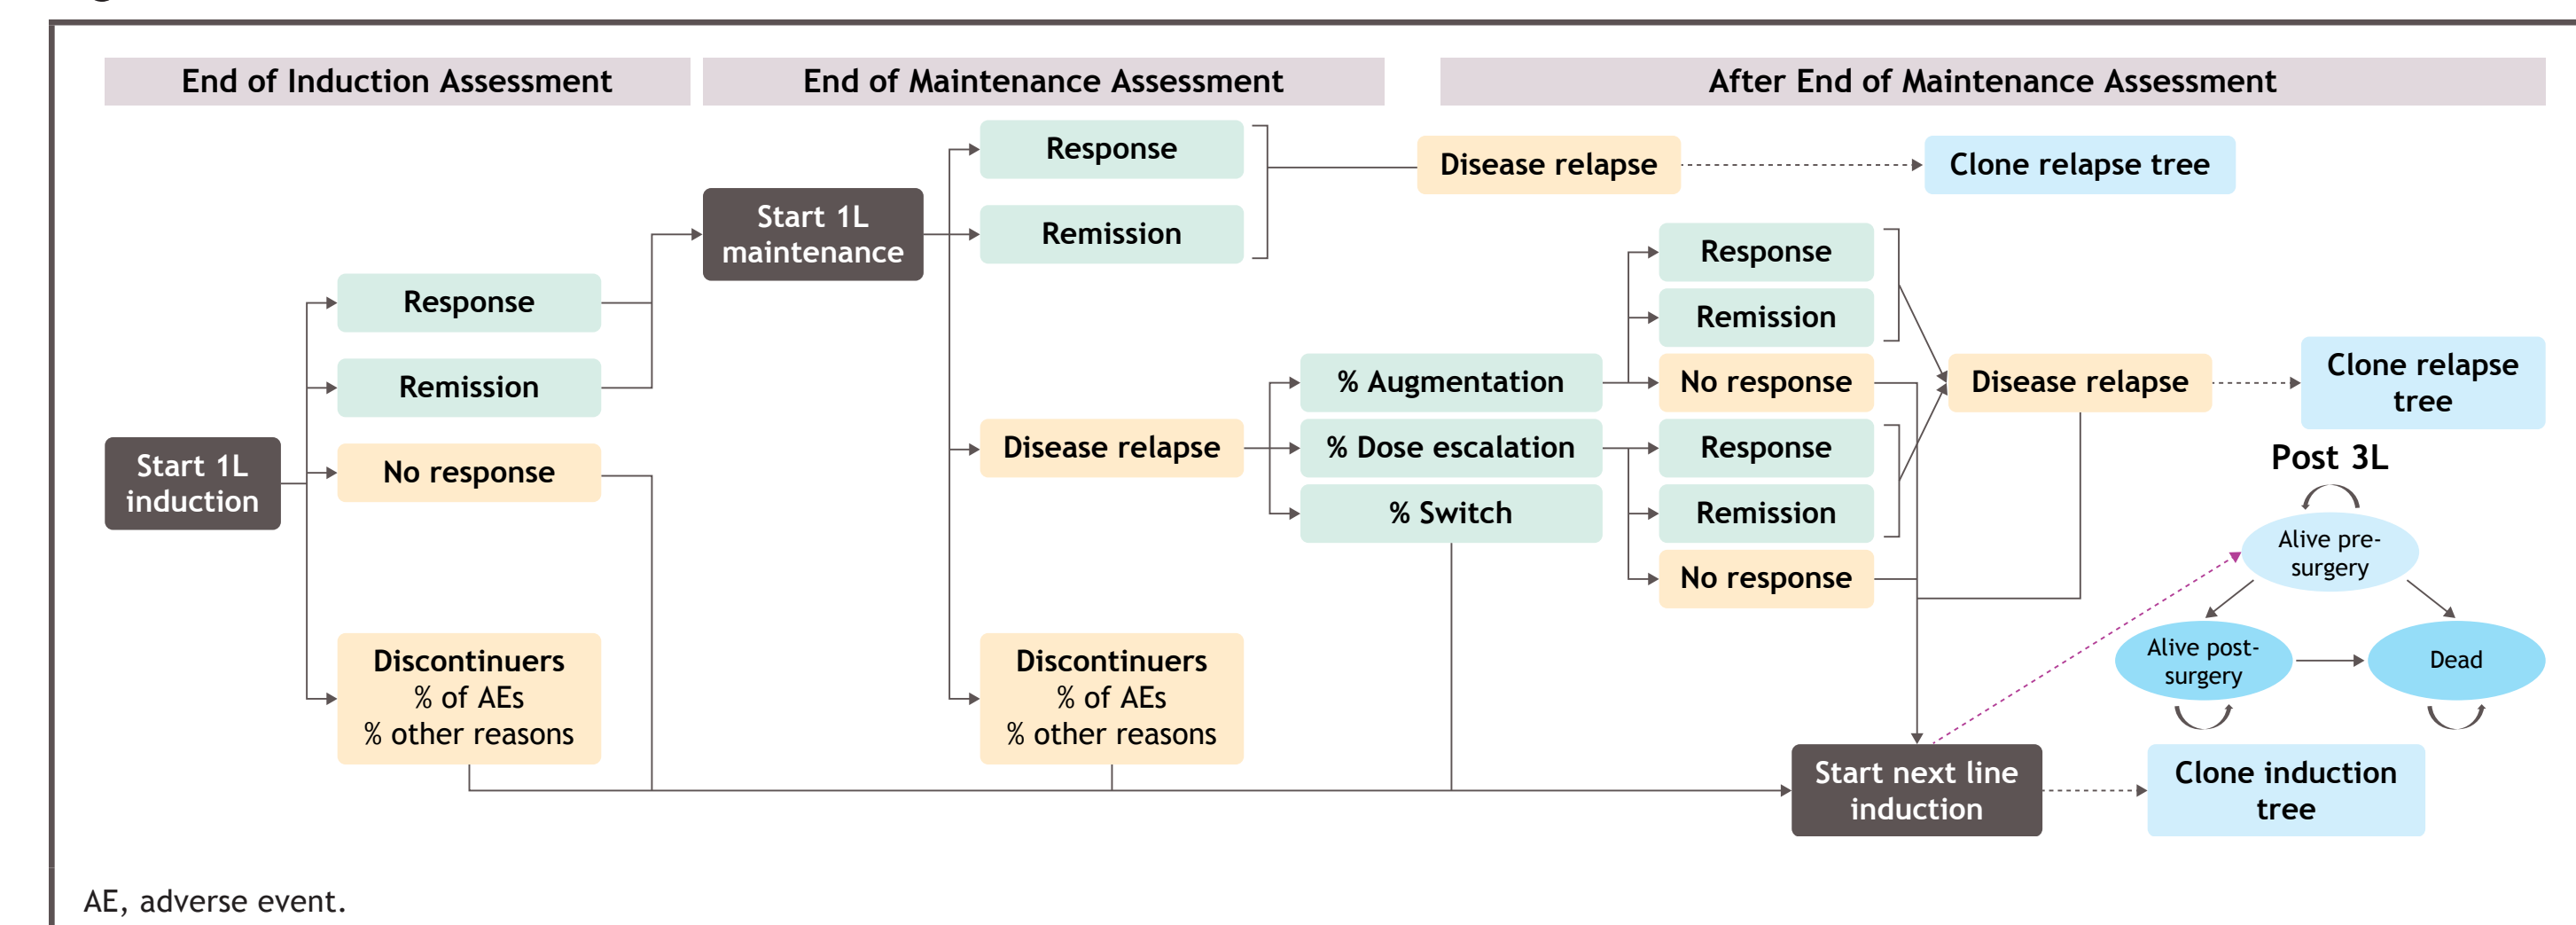 End of Induction Assessment
End of Maintenance Assessment
After End of Maintenance Assessment
Start 1L
induction
Response
Remission
No response
Discontinuers
% of AEs
% other reasons
Start 1L
maintenance
Response
Remission
Disease relapse
Discontinuers
% of AEs
% other reasons
Disease relapse
Clone relapse tree
% Augmentation
% Dose escalation
% Switch
Response
Remission
No response
Response
Remission
No response
Disease relapse
Clone relapse
tree
Post 3L
Alive pre-
surgery
Alive post-
surgery
Dead
Start next line
induction
Clone induction
tree
AE, adverse event.